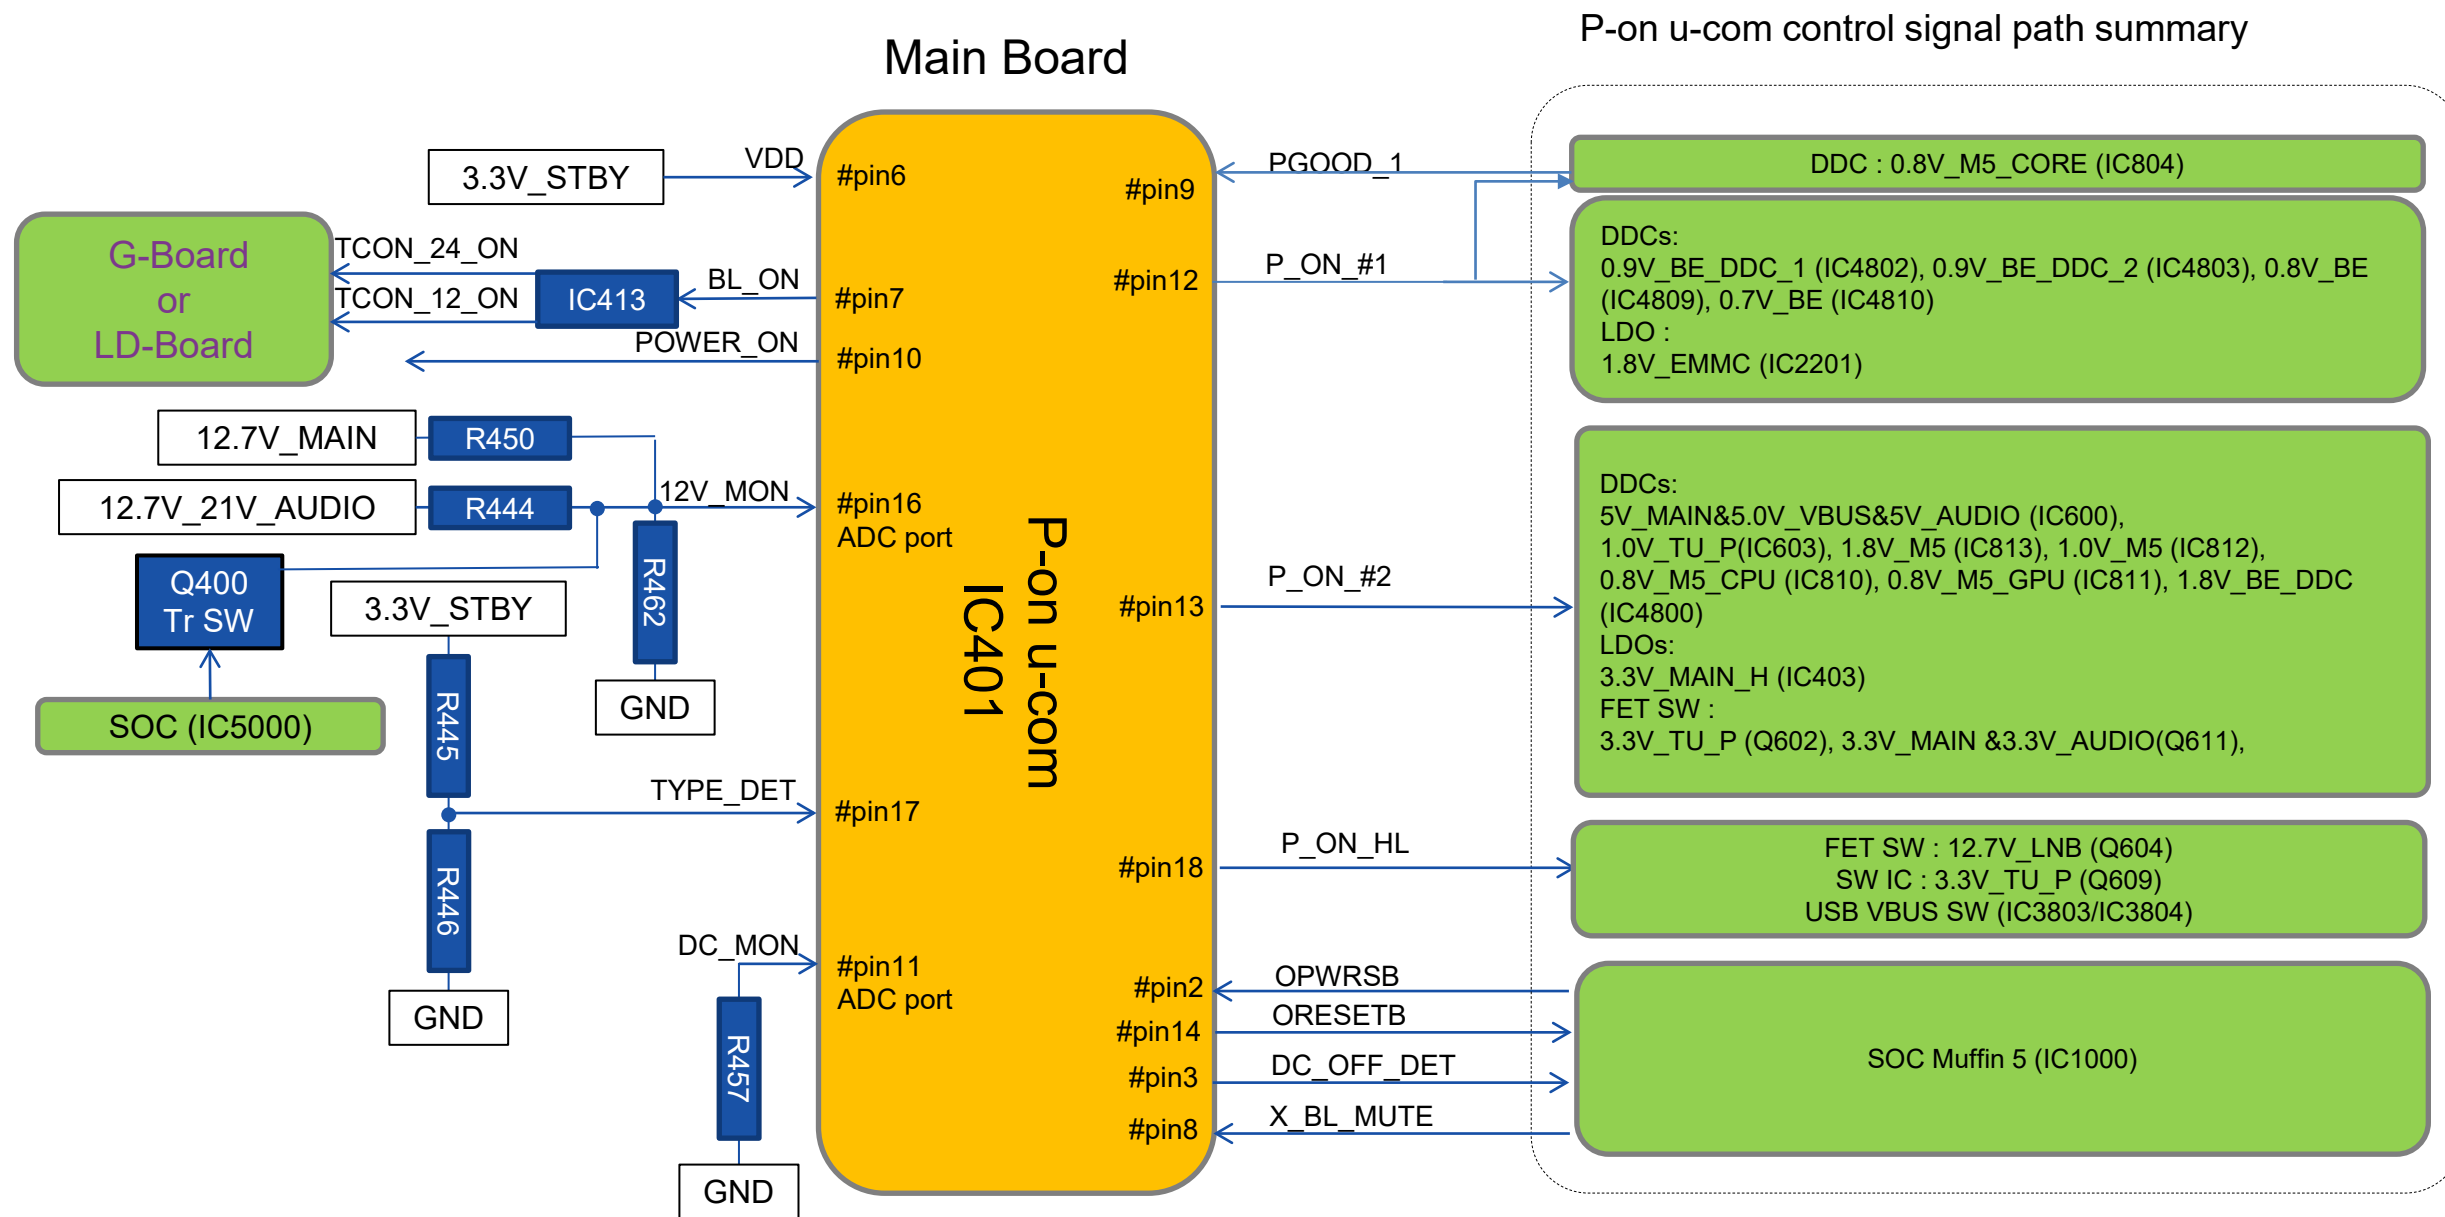 P-on u-com control signal path summary
Main Board
3.3V_STBY
VDD
#pin6
G-Board
or
LD-Board
TCON_24_ON
TCON_12_ON
IC413
BL_ON
#pin7
POWER_ON
#pin10
12.7V_MAIN
R450
12.7V_21V_AUDIO
R444
12V_MON
#pin16
ADC port
Q400
Tr SW
SOC (IC5000)
R462
GND
3.3V_STBY
R445
TYPE_DET
#pin17
R446
GND
DC_MON
#pin11
ADC port
R457
GND
P-on u-com
IC401
#pin9
PGOOD_1
DDC : 0.8V_M5_CORE (IC804)
#pin12
P_ON_#1
DDCs:
0.9V_BE_DDC_1 (IC4802), 0.9V_BE_DDC_2 (IC4803), 0.8V_BE
(IC4809), 0.7V_BE (IC4810)
LDO :
1.8V_EMMC (IC2201)
#pin13
P_ON_#2
DDCs:
5V_MAIN&5.0V_VBUS&5V_AUDIO (IC600),
1.0V_TU_P(IC603), 1.8V_M5 (IC813), 1.0V_M5 (IC812),
0.8V_M5_CPU (IC810), 0.8V_M5_GPU (IC811), 1.8V_BE_DDC
(IC4800)
LDOs:
3.3V_MAIN_H (IC403)
FET SW :
3.3V_TU_P (Q602), 3.3V_MAIN &3.3V_AUDIO(Q611),
#pin18
P_ON_HL
FET SW : 12.7V_LNB (Q604)
SW IC : 3.3V_TU_P (Q609)
USB VBUS SW (IC3803/IC3804)
#pin2
OPWRSB
#pin14
ORESETB
#pin3
DC_OFF_DET
#pin8
X_BL_MUTE
SOC Muffin 5 (IC1000)